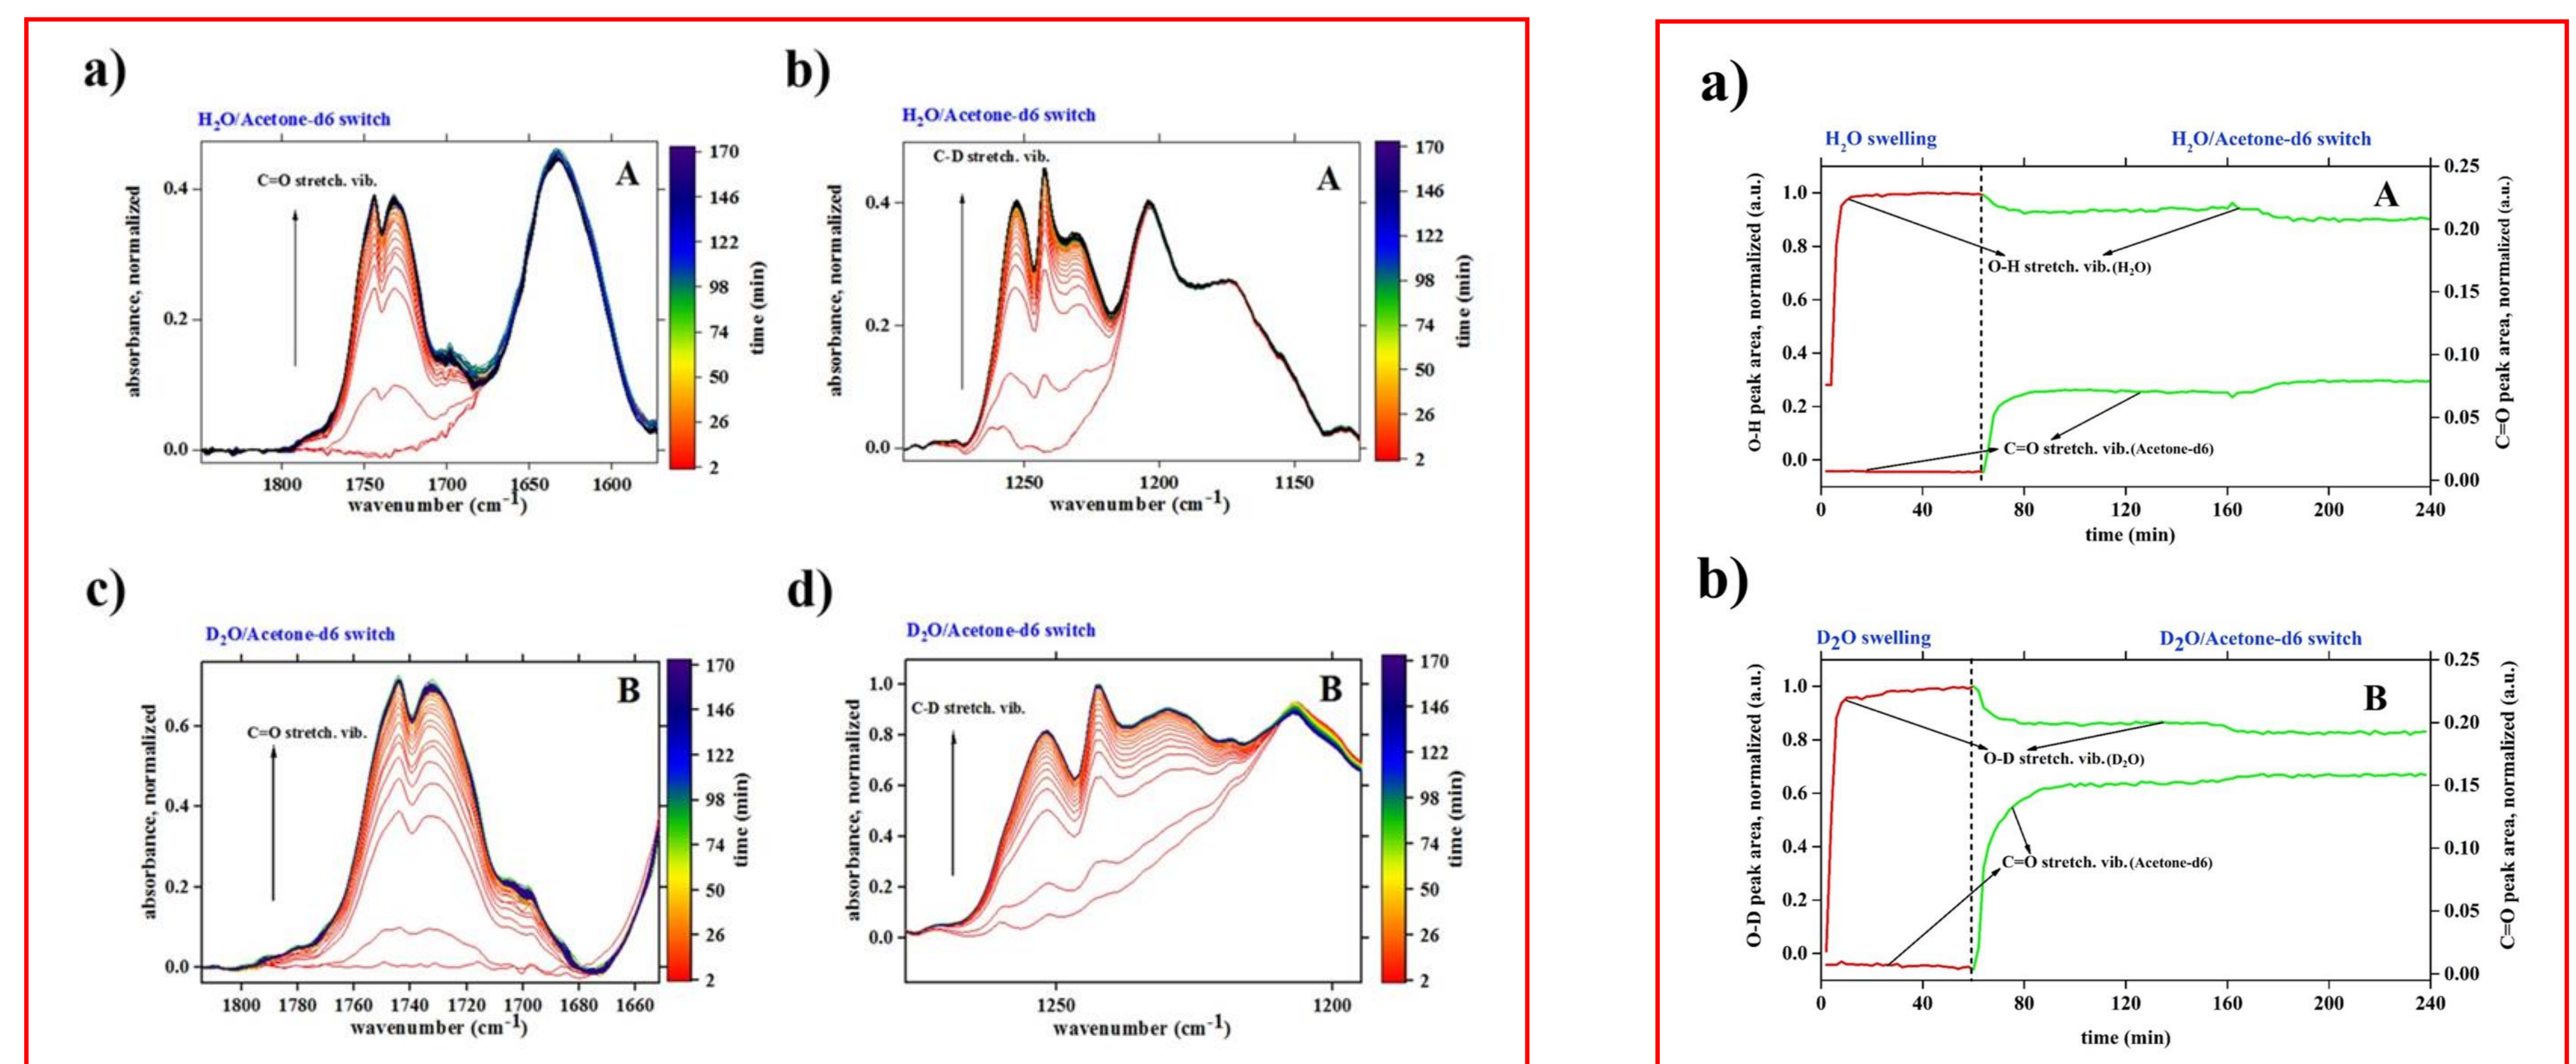 a)
H2O/Acetone-d6 switch
C=O stretch. vib.
A
absorbance, normalized
0.4
0.2
0.0
1800 1750 1700 1650 1600
wavenumber (cm-1)
170
146
122
98
74
50
26
2
time (min)
b)
H2O/Acetone-d6 switch
C-D stretch. vib.
A
absorbance, normalized
0.4
0.2
0.0
1250 1200 1150
wavenumber (cm-1)
170
146
122
98
74
50
26
2
time (min)
c)
D2O/Acetone-d6 switch
B
C=O stretch. vib.
absorbance, normalized
0.6
0.4
0.2
0.0
1800 1780 1760 1740 1720 1700 1680 1660
wavenumber (cm-1)
170
146
122
98
74
50
26
2
time (min)
d)
D2O/Acetone-d6 switch
B
C-D stretch. vib.
absorbance, normalized
1.0
0.8
0.6
0.4
0.2
0.0
1250 1200
wavenumber (cm-1)
170
146
122
98
74
50
26
2
time (min)
a)
H2O swelling H2O/Acetone-d6 switch
A
O-H peak area, normalized (a.u.)
1.0
0.8
0.6
0.4
0.2
0.0
O-H stretch. vib.(H2O)
C=O stretch. vib.(Acetone-d6)
0.25
0.20
0.15
0.10
0.05
0.00
C=O peak area, normalized (a.u.)
0 40 80 120 160 200 240
time (min)
b)
D2O swelling D2O/Acetone-d6 switch
B
O-D peak area, normalized (a.u.)
1.0
0.8
0.6
0.4
0.2
0.0
O-D stretch. vib.(D2O)
C=O stretch. vib.(Acetone-d6)
0.25
0.20
0.15
0.10
0.05
0.00
C=O peak area, normalized (a.u.)
0 40 80 120 160 200 240
time (min)